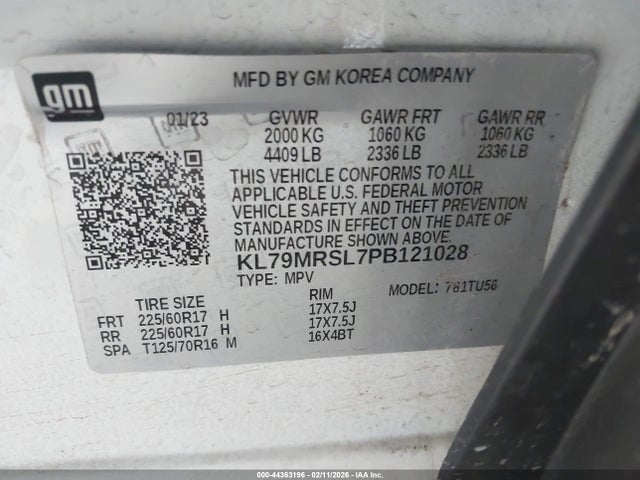 gm
MFD BY GM KOREA COMPANY
01/23 GVWR GAWR FRT GAWR RR
2000 KG 1060 KG 1060 KG
4409 LB 2336 LB 2336 LB
THIS VEHICLE CONFORMS TO ALL
APPLICABLE U.S. FEDERAL MOTOR
VEHICLE SAFETY AND THEFT PREVENTION
STANDARDS IN EFFECT ON THE DATE OF
MANUFACTURE SHOWN ABOVE.
KL79MRSL7PB121028
TYPE: MPV MODEL: 781TU56
TIRE SIZE RIM
FRT 225/60R17 H 17X7.5J
RR 225/60R17 H 17X7.5J
SPA T125/70R16 M 16X4BT
000-44363196 - 02/11/2026 - IAA, Inc.